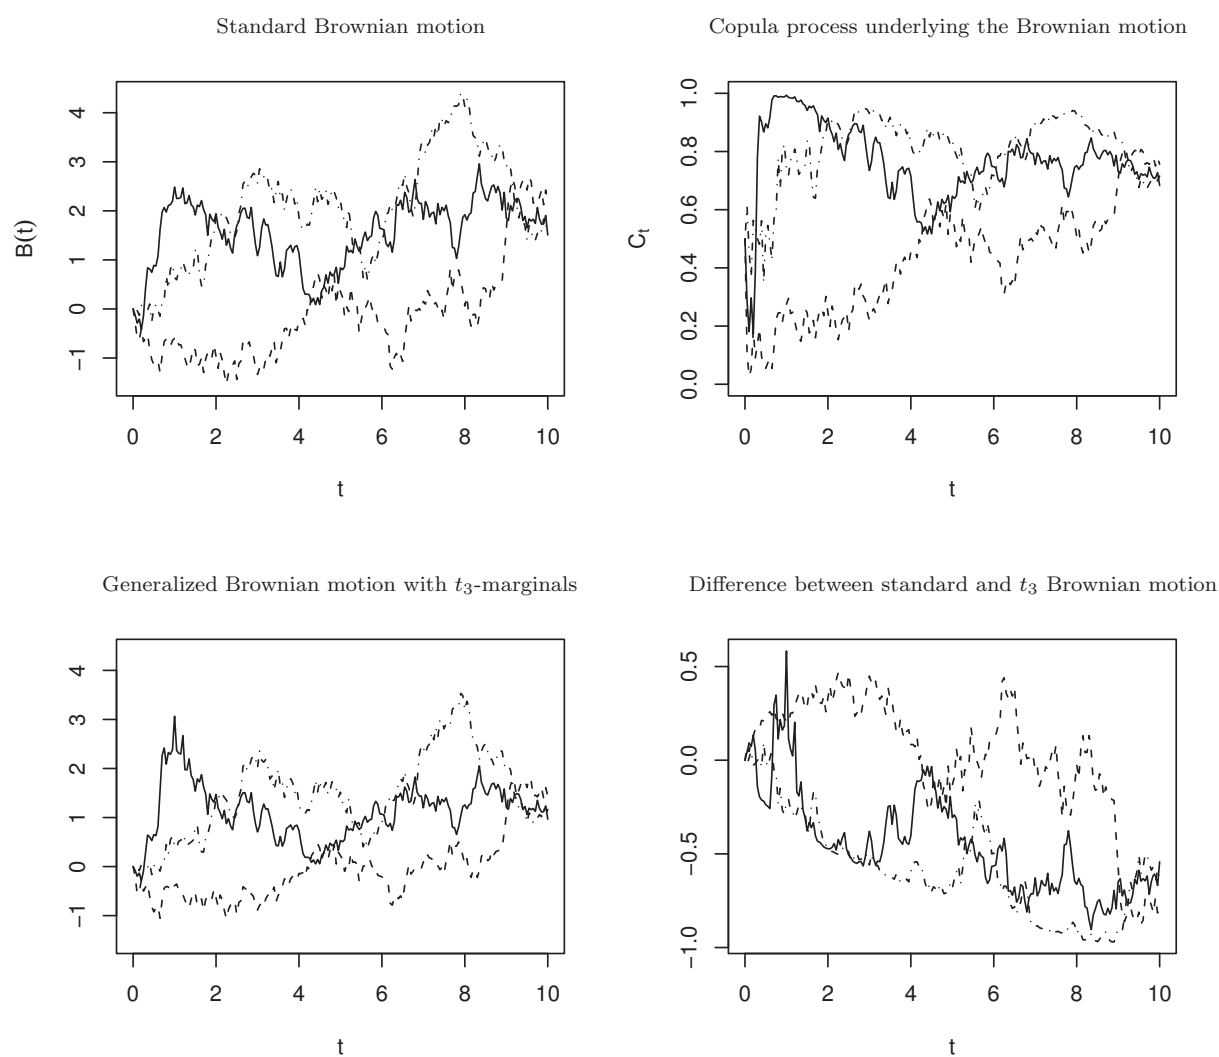 Standard Brownian motion
B(t)
4
3
2
1
0
−1
0 2 4 6 8 10
t
Copula process underlying the Brownian motion
Ct
1.0
0.8
0.6
0.4
0.2
0.0
0 2 4 6 8 10
t
Generalized Brownian motion with t3-marginals
4
3
2
1
0
−1
0 2 4 6 8 10
t
Difference between standard and t3 Brownian motion
0.5
0.0
−0.5
−1.0
0 2 4 6 8 10
t